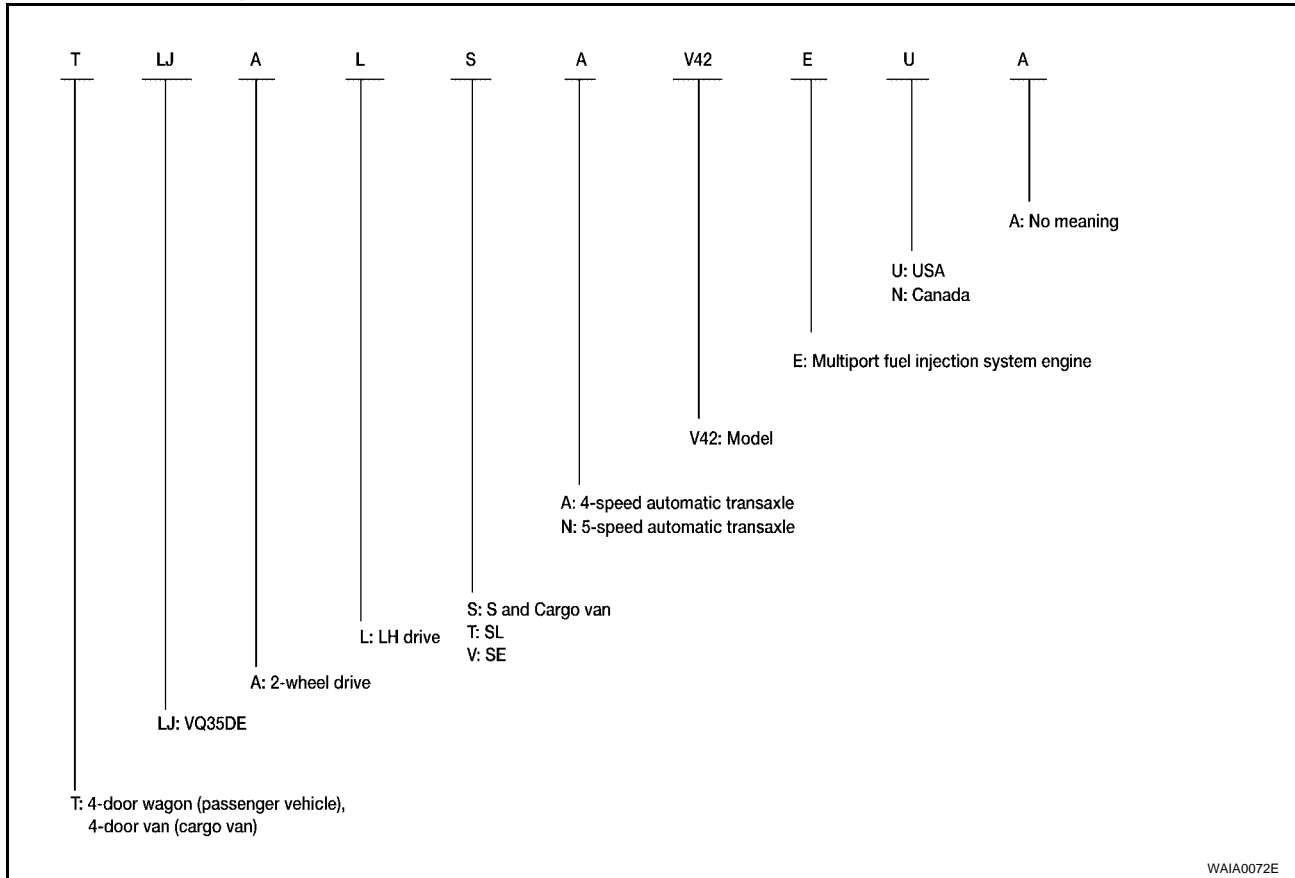 T LJ A L S A V42 E U A
A: No meaning
U: USA
N: Canada
E: Multiport fuel injection system engine
V42: Model
A: 4-speed automatic transaxle
N: 5-speed automatic transaxle
S: S and Cargo van
T: SL
V: SE
L: LH drive
A: 2-wheel drive
LJ: VQ35DE
T: 4-door wagon (passenger vehicle),
4-door van (cargo van)
WAIA0072E